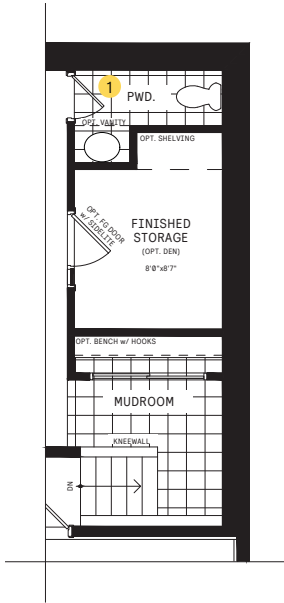 1
PWD.
OPT. VANITY
OPT. SHELVING
OPT. FG DOOR
w/ SIDELITE
FINISHED
STORAGE
(OPT. DEN)
8'0"x8'7"
OPT. BENCH w/ HOOKS
MUDROOM
KNEEWALL
DN